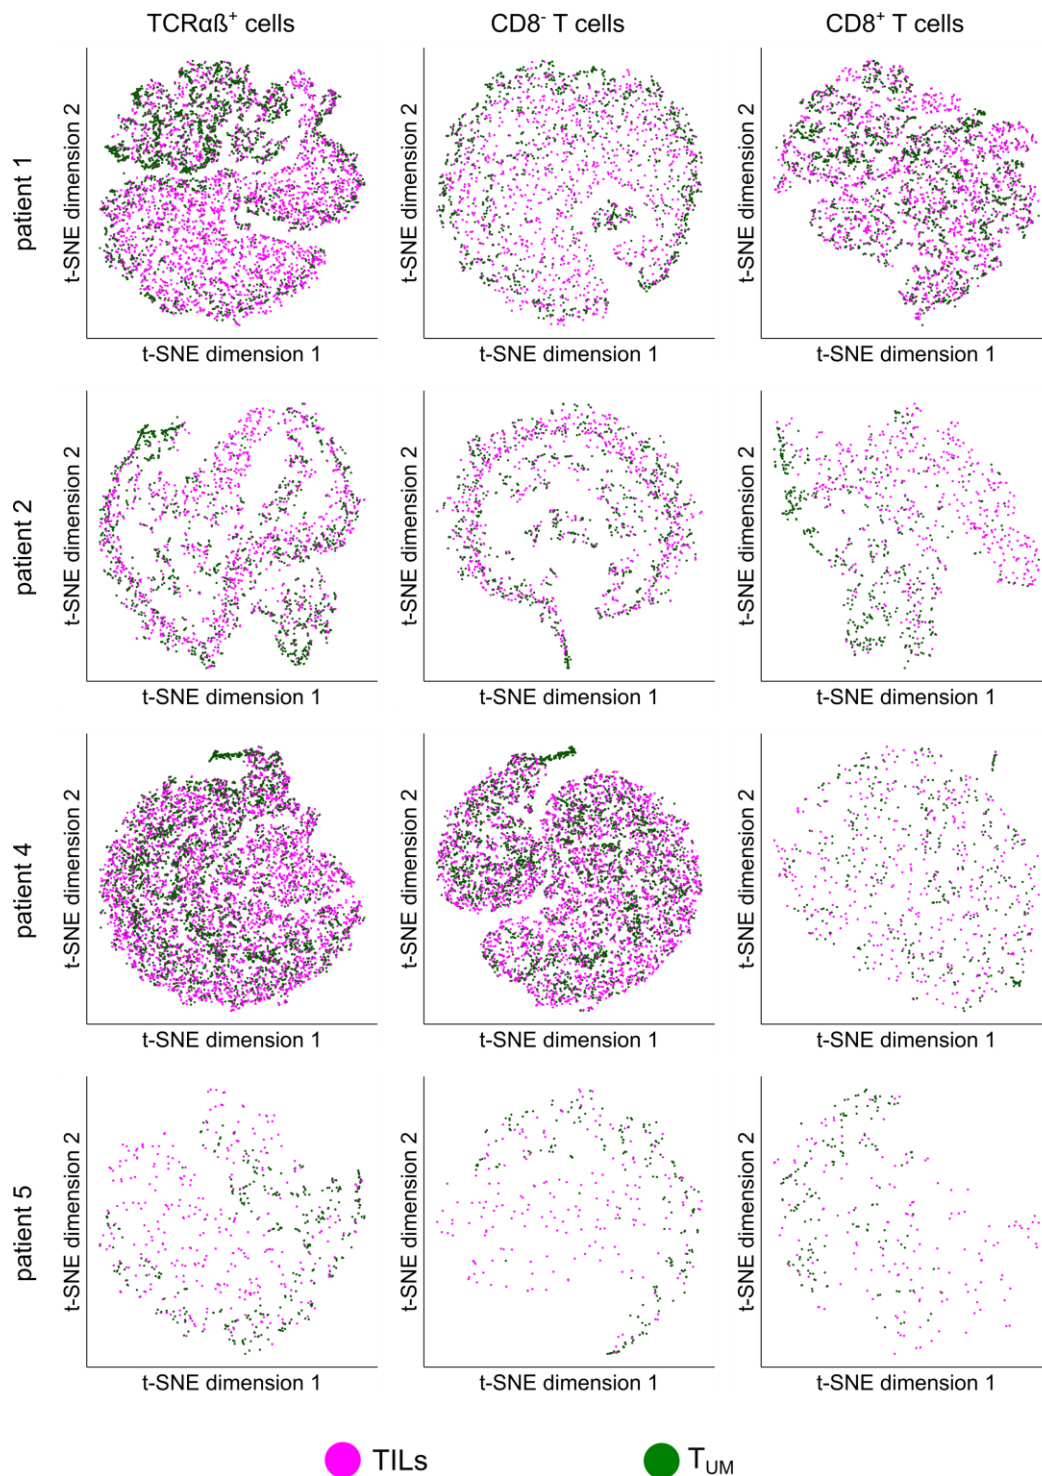 TCRαß⁺ cells
CD8⁻ T cells
CD8⁺ T cells
patient 1
t-SNE dimension 2
t-SNE dimension 2
t-SNE dimension 2
t-SNE dimension 1
t-SNE dimension 1
t-SNE dimension 1
patient 2
t-SNE dimension 2
t-SNE dimension 2
t-SNE dimension 2
t-SNE dimension 1
t-SNE dimension 1
t-SNE dimension 1
patient 4
t-SNE dimension 2
t-SNE dimension 2
t-SNE dimension 2
t-SNE dimension 1
t-SNE dimension 1
t-SNE dimension 1
patient 5
t-SNE dimension 2
t-SNE dimension 2
t-SNE dimension 2
t-SNE dimension 1
t-SNE dimension 1
t-SNE dimension 1
TILs
T_UM